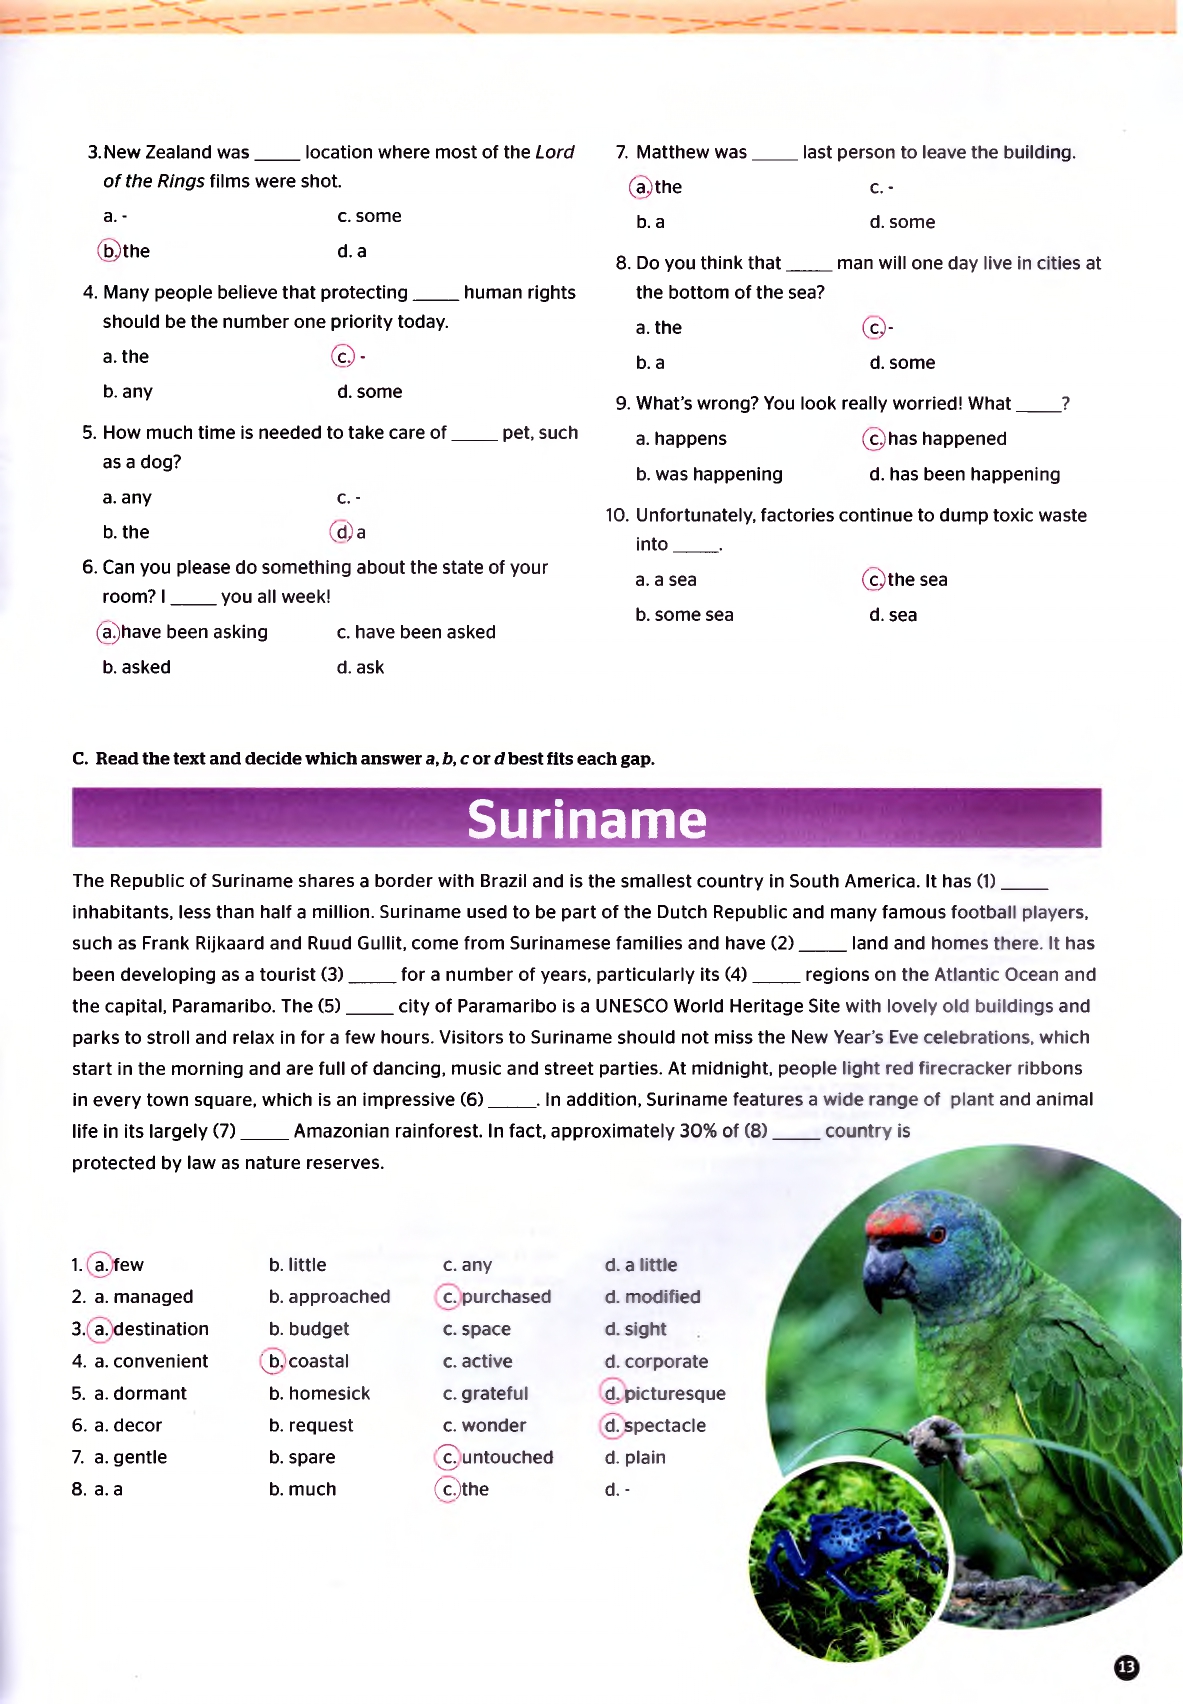 3. New Zealand was _____ location where most of the Lord
of the Rings films were shot.
a. - c. some
b. the d. a
4. Many people believe that protecting _____ human rights
should be the number one priority today.
a. the c. -
b. any d. some
5. How much time is needed to take care of _____ pet, such
as a dog?
a. any c. -
b. the d. a
6. Can you please do something about the state of your
room? I _____ you all week!
a. have been asking c. have been asked
b. asked d. ask
7. Matthew was _____ last person to leave the building.
a. the c. -
b. a d. some
8. Do you think that _____ man will one day live in cities at
the bottom of the sea?
a. the c. -
b. a d. some
9. What's wrong? You look really worried! What _____?
a. happens c. has happened
b. was happening d. has been happening
10. Unfortunately, factories continue to dump toxic waste
into _____.
a. a sea c. the sea
b. some sea d. sea
C. Read the text and decide which answer a, b, c or d best fits each gap.
Suriname
The Republic of Suriname shares a border with Brazil and is the smallest country in South America. It has (1) _____
inhabitants, less than half a million. Suriname used to be part of the Dutch Republic and many famous football players,
such as Frank Rijkaard and Ruud Gullit, come from Surinamese families and have (2) _____ land and homes there. It has
been developing as a tourist (3) _____ for a number of years, particularly its (4) _____ regions on the Atlantic Ocean and
the capital, Paramaribo. The (5) _____ city of Paramaribo is a UNESCO World Heritage Site with lovely old buildings and
parks to stroll and relax in for a few hours. Visitors to Suriname should not miss the New Year's Eve celebrations, which
start in the morning and are full of dancing, music and street parties. At midnight, people light red firecracker ribbons
in every town square, which is an impressive (6) _____. In addition, Suriname features a wide range of plant and animal
life in its largely (7) _____ Amazonian rainforest. In fact, approximately 30% of (8) _____ country is
protected by law as nature reserves.
1. a. few b. little c. any d. a little
2. a. managed b. approached c. purchased d. modified
3. a. destination b. budget c. space d. sight
4. a. convenient b. coastal c. active d. corporate
5. a. dormant b. homesick c. grateful d. picturesque
6. a. decor b. request c. wonder d. spectacle
7. a. gentle b. spare c. untouched d. plain
8. a. a b. much c. the d. -
13